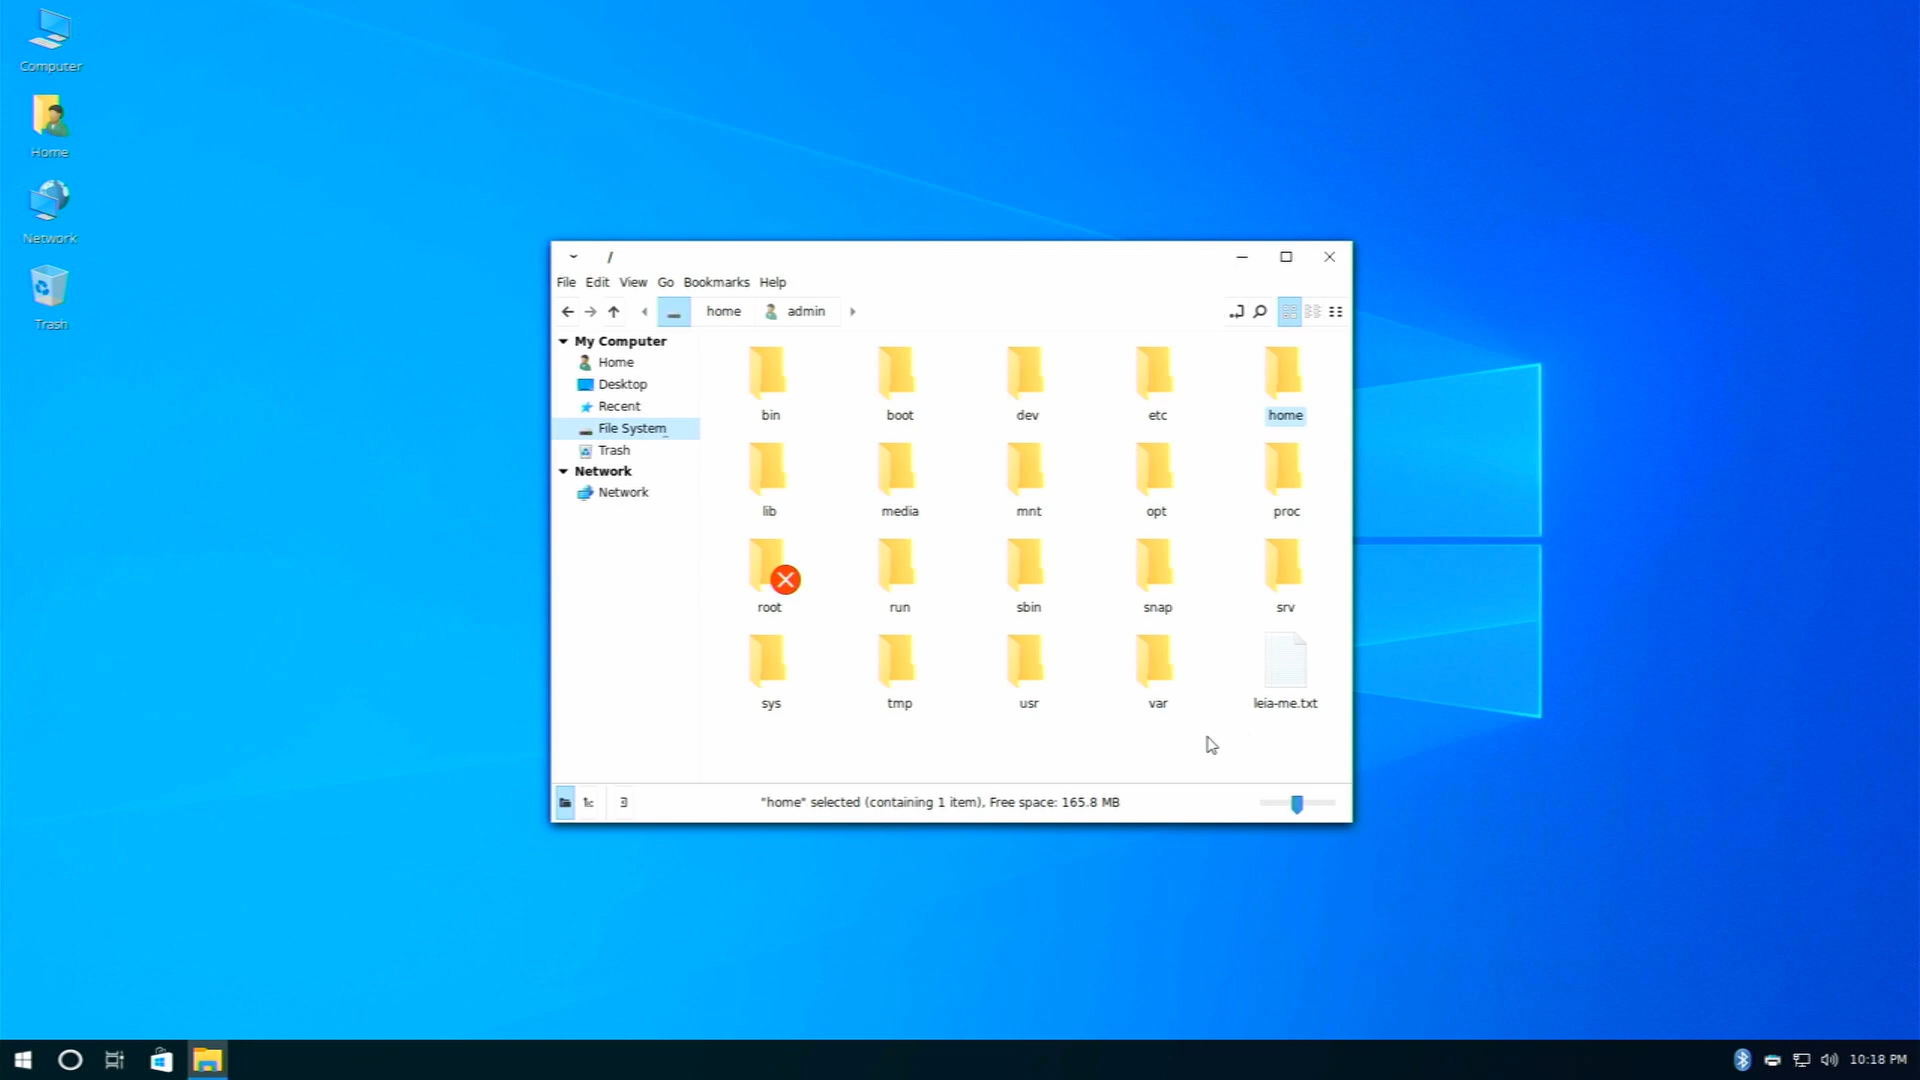 Computer
Home
Network
Trash
/
File Edit View Go Bookmarks Help
home admin
My Computer
Home
Desktop
Recent
File System
Trash
Network
Network
bin boot dev etc home
lib media mnt opt proc
root run sbin snap srv
sys tmp usr var leia-me.txt
"home" selected (containing 1 item), Free space: 165.8 MB
10:18 PM